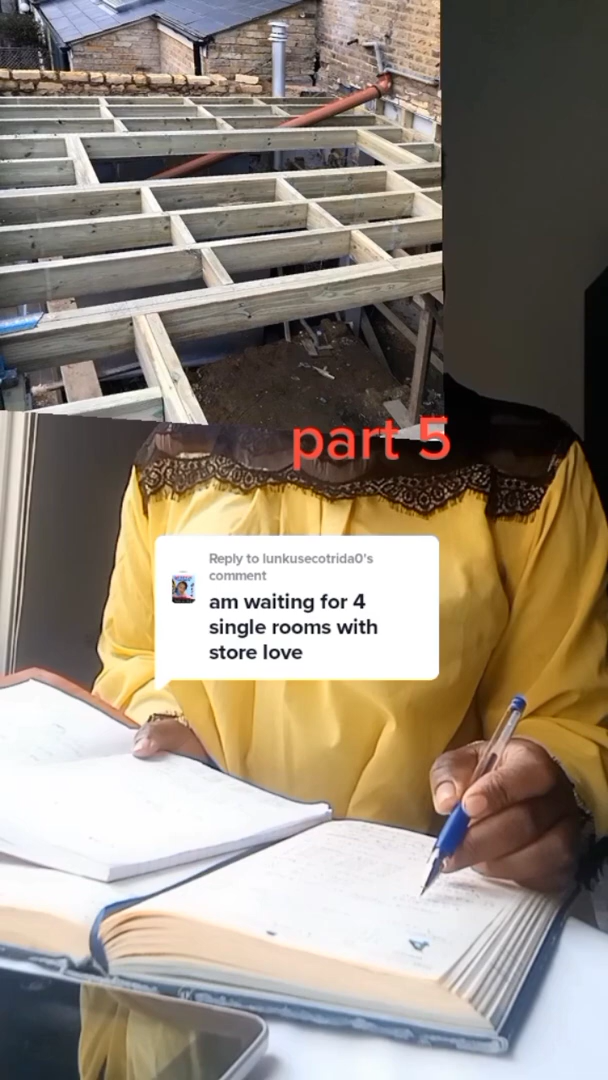 part 5
Reply to lunkusecotrida0's
comment
am waiting for 4
single rooms with
store love